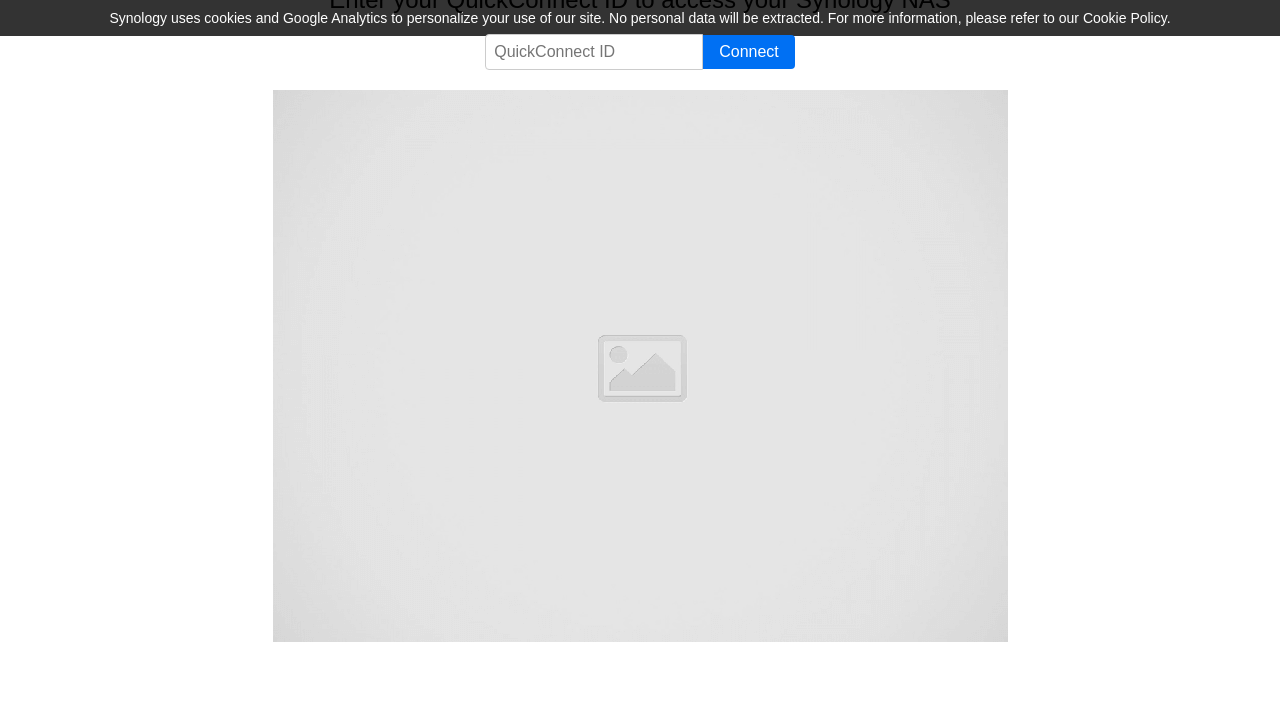 Enter your QuickConnect ID to access your Synology NAS
Synology uses cookies and Google Analytics to personalize your use of our site. No personal data will be extracted. For more information, please refer to our Cookie Policy.
QuickConnect ID
Connect